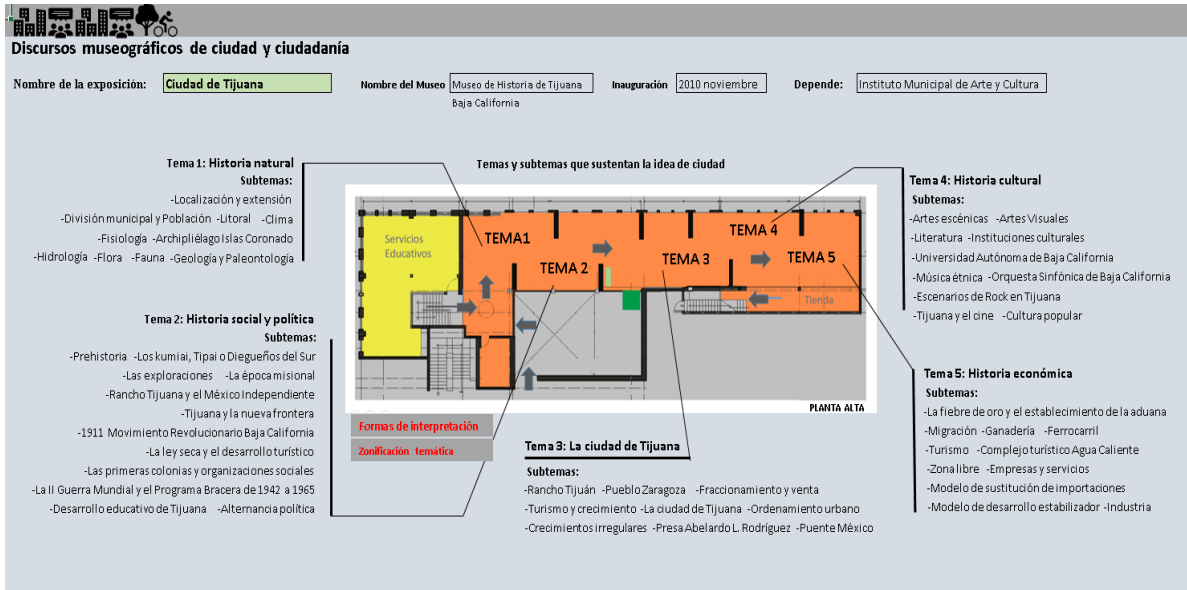 Discursos museográficos de ciudad y ciudadanía
Nombre de la exposición: Ciudad de Tijuana
Nombre del Museo Museo de Historia de Tijuana
Baja California
Inauguración 2010 noviembre
Depende: Instituto Municipal de Arte y Cultura
Temas y subtemas que sustentan la idea de ciudad
Tema 1: Historia natural
Subtemas:
-Localización y extensión
-División municipal y Población -Litoral -Clima
-Fisiología -Archipiélago Islas Coronado
-Hidrología -Flora -Fauna -Geología y Paleontología
Tema 2: Historia social y política
Subtemas:
-Prehistoria -Los kumiai, Tipai o Diegueños del Sur
-Las exploraciones -La época misional
-Rancho Tijuana y el México Independiente
-Tijuana y la nueva frontera
-1911 Movimiento Revolucionario Baja California
-La ley seca y el desarrollo turístico
-Las primeras colonias y organizaciones sociales
-La II Guerra Mundial y el Programa Bracera de 1942 a 1965
-Desarrollo educativo de Tijuana -Alternancia política
Servicios
Educativos
TEMA1
TEMA 2
TEMA 3
TEMA 4
TEMA 5
Tienda
PLANTA ALTA
Formas de interpretación
Zonificación temática
Tema 3: La ciudad de Tijuana
Subtemas:
-Rancho Tijuán -Pueblo Zaragoza -Fraccionamiento y venta
-Turismo y crecimiento -La ciudad de Tijuana -Ordenamiento urbano
-Crecimientos irregulares -Presa Abelardo L. Rodríguez -Puente México
Tema 4: Historia cultural
Subtemas:
-Artes escénicas -Artes Visuales
-Literatura -Instituciones culturales
-Universidad Autónoma de Baja California
-Música étnica -Orquesta Sinfónica de Baja California
-Escenarios de Rock en Tijuana
-Tijuana y el cine -Cultura popular
Tema 5: Historia económica
Subtemas:
-La fiebre de oro y el establecimiento de la aduana
-Migración -Ganadería -Ferrocarril
-Turismo -Complejo turístico Agua Caliente
-Zona libre -Empresas y servicios
-Modelo de sustitución de importaciones
-Modelo de desarrollo estabilizador -Industria